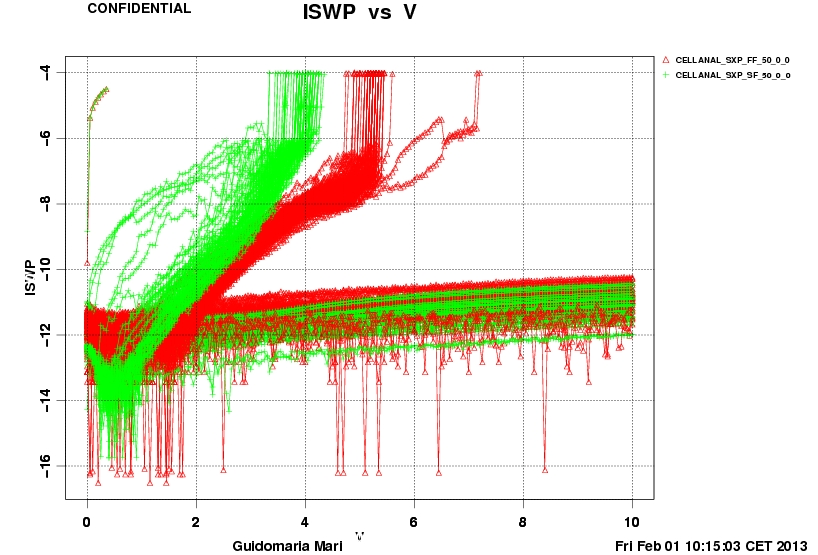 CONFIDENTIAL
ISWP vs V
CELLANAL_SXP_FF_50_0_0
CELLANAL_SXP_SF_50_0_0
-4
-6
-8
-10
-12
-14
-16
ISWP
0 2 4 6 8 10
V
Guidomaria Mari
Fri Feb 01 10:15:03 CET 2013